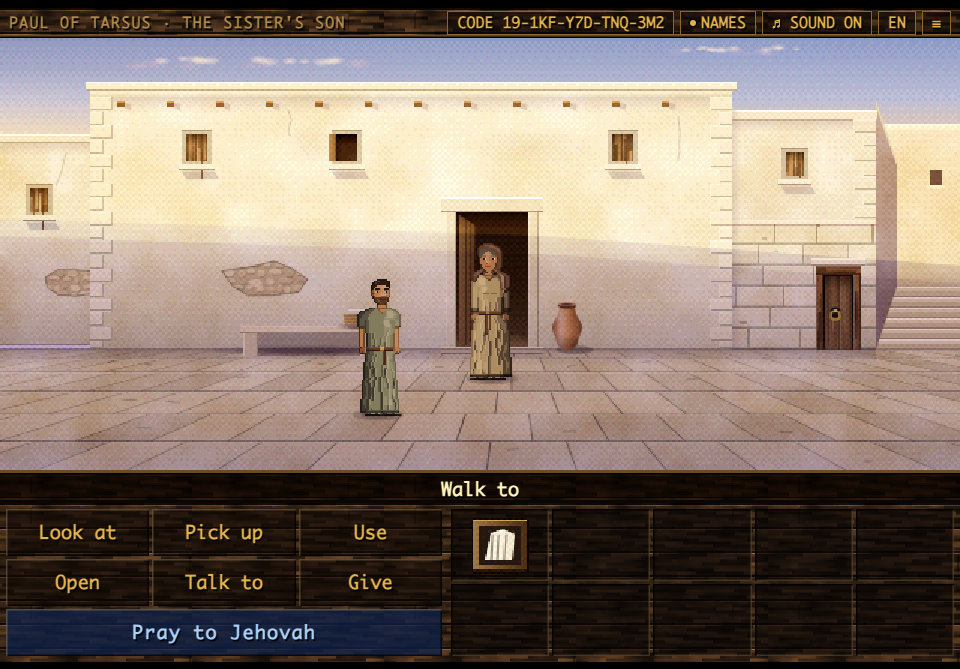 PAUL OF TARSUS · THE SISTER'S SON
CODE 19-1KF-Y7D-TNQ-3M2
• NAMES
♬ SOUND ON
EN
≡
Walk to
Look at
Pick up
Use
Open
Talk to
Give
Pray to Jehovah